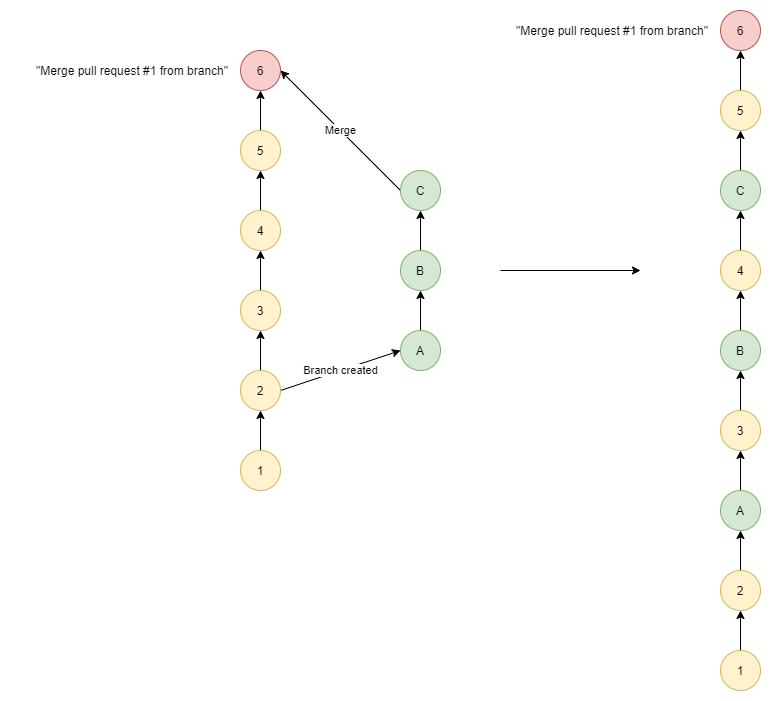 "Merge pull request #1 from branch"
6
5
4
3
2
1
Merge
C
B
A
Branch created
"Merge pull request #1 from branch"
6
5
C
4
B
3
A
2
1